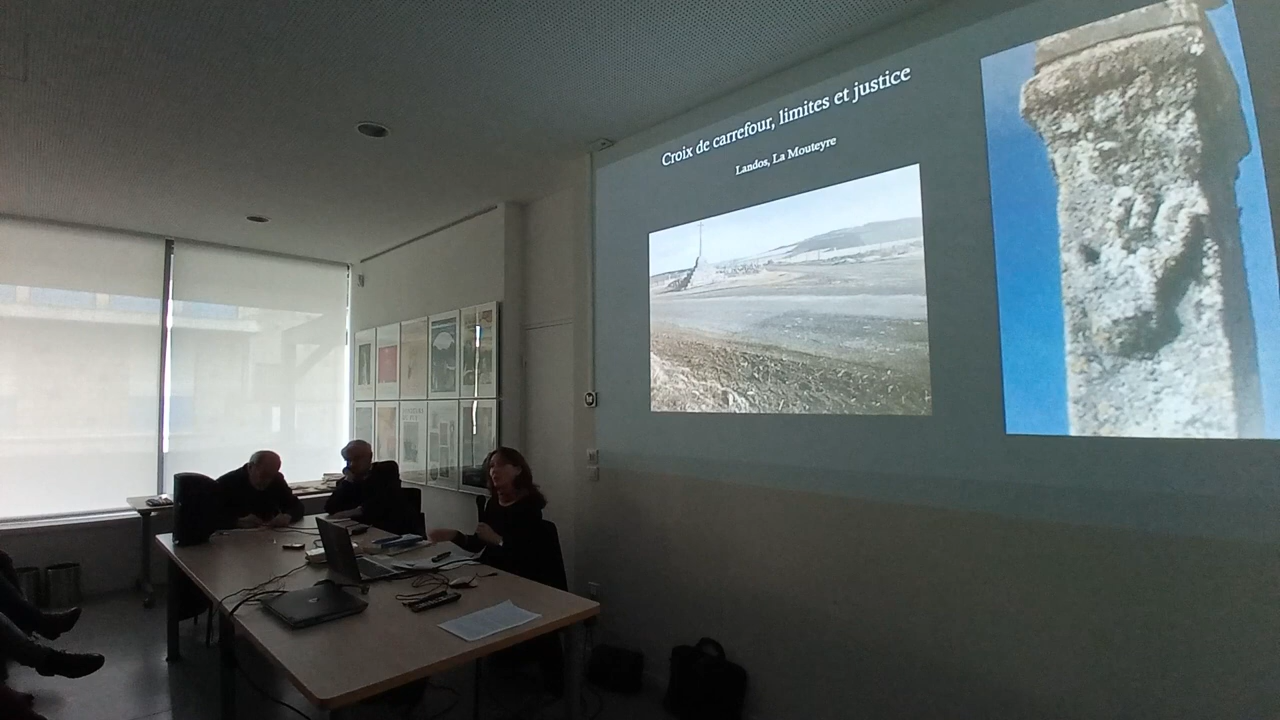 Croix de carrefour, limites et justice
Landos, La Mouteyre